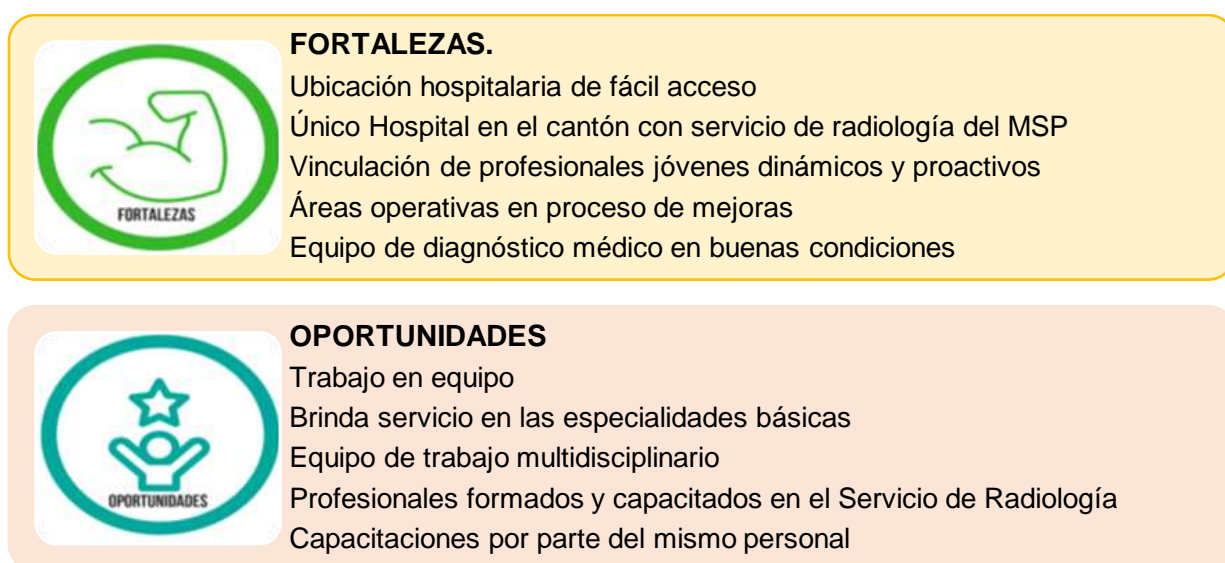 FORTALEZAS.
Ubicación hospitalaria de fácil acceso
Único Hospital en el cantón con servicio de radiología del MSP
Vinculación de profesionales jóvenes dinámicos y proactivos
Áreas operativas en proceso de mejoras
Equipo de diagnóstico médico en buenas condiciones
FORTALEZAS
OPORTUNIDADES
Trabajo en equipo
Brinda servicio en las especialidades básicas
Equipo de trabajo multidisciplinario
Profesionales formados y capacitados en el Servicio de Radiología
Capacitaciones por parte del mismo personal
OPORTUNIDADES